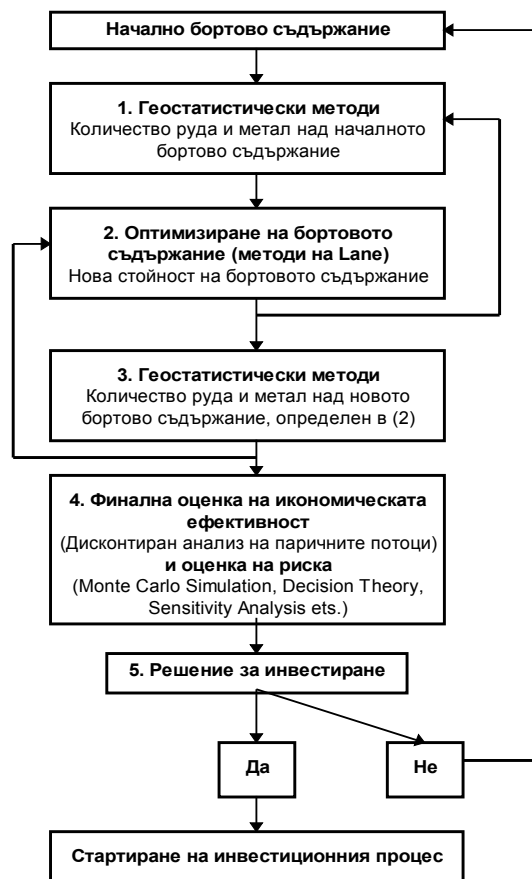 Начално бортово съдържание
1. Геостатистически методи
Количество руда и метал над началното
бортово съдържание
2. Оптимизиране на бортовото
съдържание (методи на Lane)
Нова стойност на бортовото съдържание
3. Геостатистически методи
Количество руда и метал над новото
бортово съдържание, определен в (2)
4. Финална оценка на икономическата
ефективност
(Дисконтиран анализ на паричните потоци)
и оценка на риска
(Monte Carlo Simulation, Decision Theory,
Sensitivity Analysis ets.)
5. Решение за инвестиране
Да
Не
Стартиране на инвестиционния процес